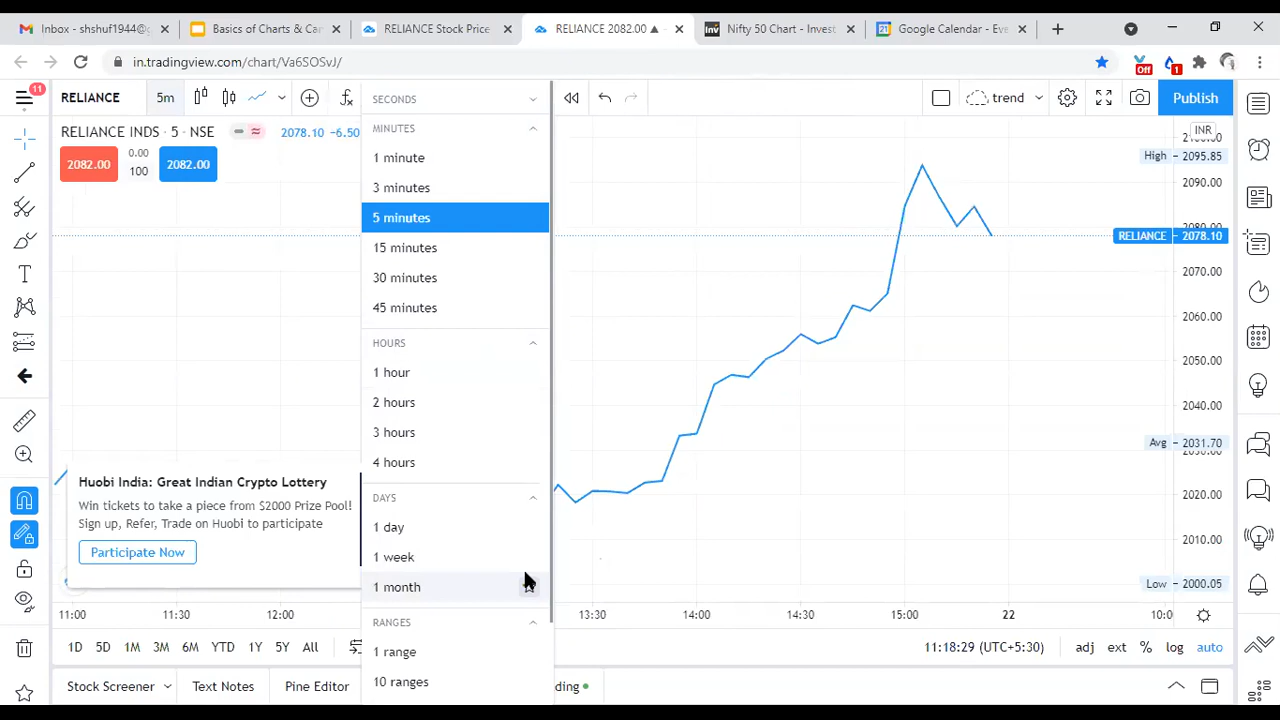 Inbox - shshuf1944@g
Basics of Charts & Can
RELIANCE Stock Price
RELIANCE 2082.00 ▲
Nifty 50 Chart - Invest
Google Calendar - Eve
in.tradingview.com/chart/Va6SOSvJ/
Off
1
11
RELIANCE
5m
trend
Publish
RELIANCE INDS · 5 · NSE
2078.10 -6.50
INR
2082.00
0.00
100
2082.00
SECONDS
MINUTES
1 minute
3 minutes
5 minutes
15 minutes
30 minutes
45 minutes
HOURS
1 hour
2 hours
3 hours
4 hours
DAYS
1 day
1 week
1 month
RANGES
1 range
10 ranges
High 2095.85
2090.00
RELIANCE 2078.10
2070.00
2060.00
2050.00
2040.00
Avg 2031.70
2020.00
2010.00
Low 2000.05
Huobi India: Great Indian Crypto Lottery
Win tickets to take a piece from $2000 Prize Pool!
Sign up, Refer, Trade on Huobi to participate
Participate Now
11:00 11:30 12:00 13:30 14:00 14:30 15:00 22 10:0
1D 5D 1M 3M 6M YTD 1Y 5Y All
11:18:29 (UTC+5:30) adj ext % log auto
Stock Screener Text Notes Pine Editor ding